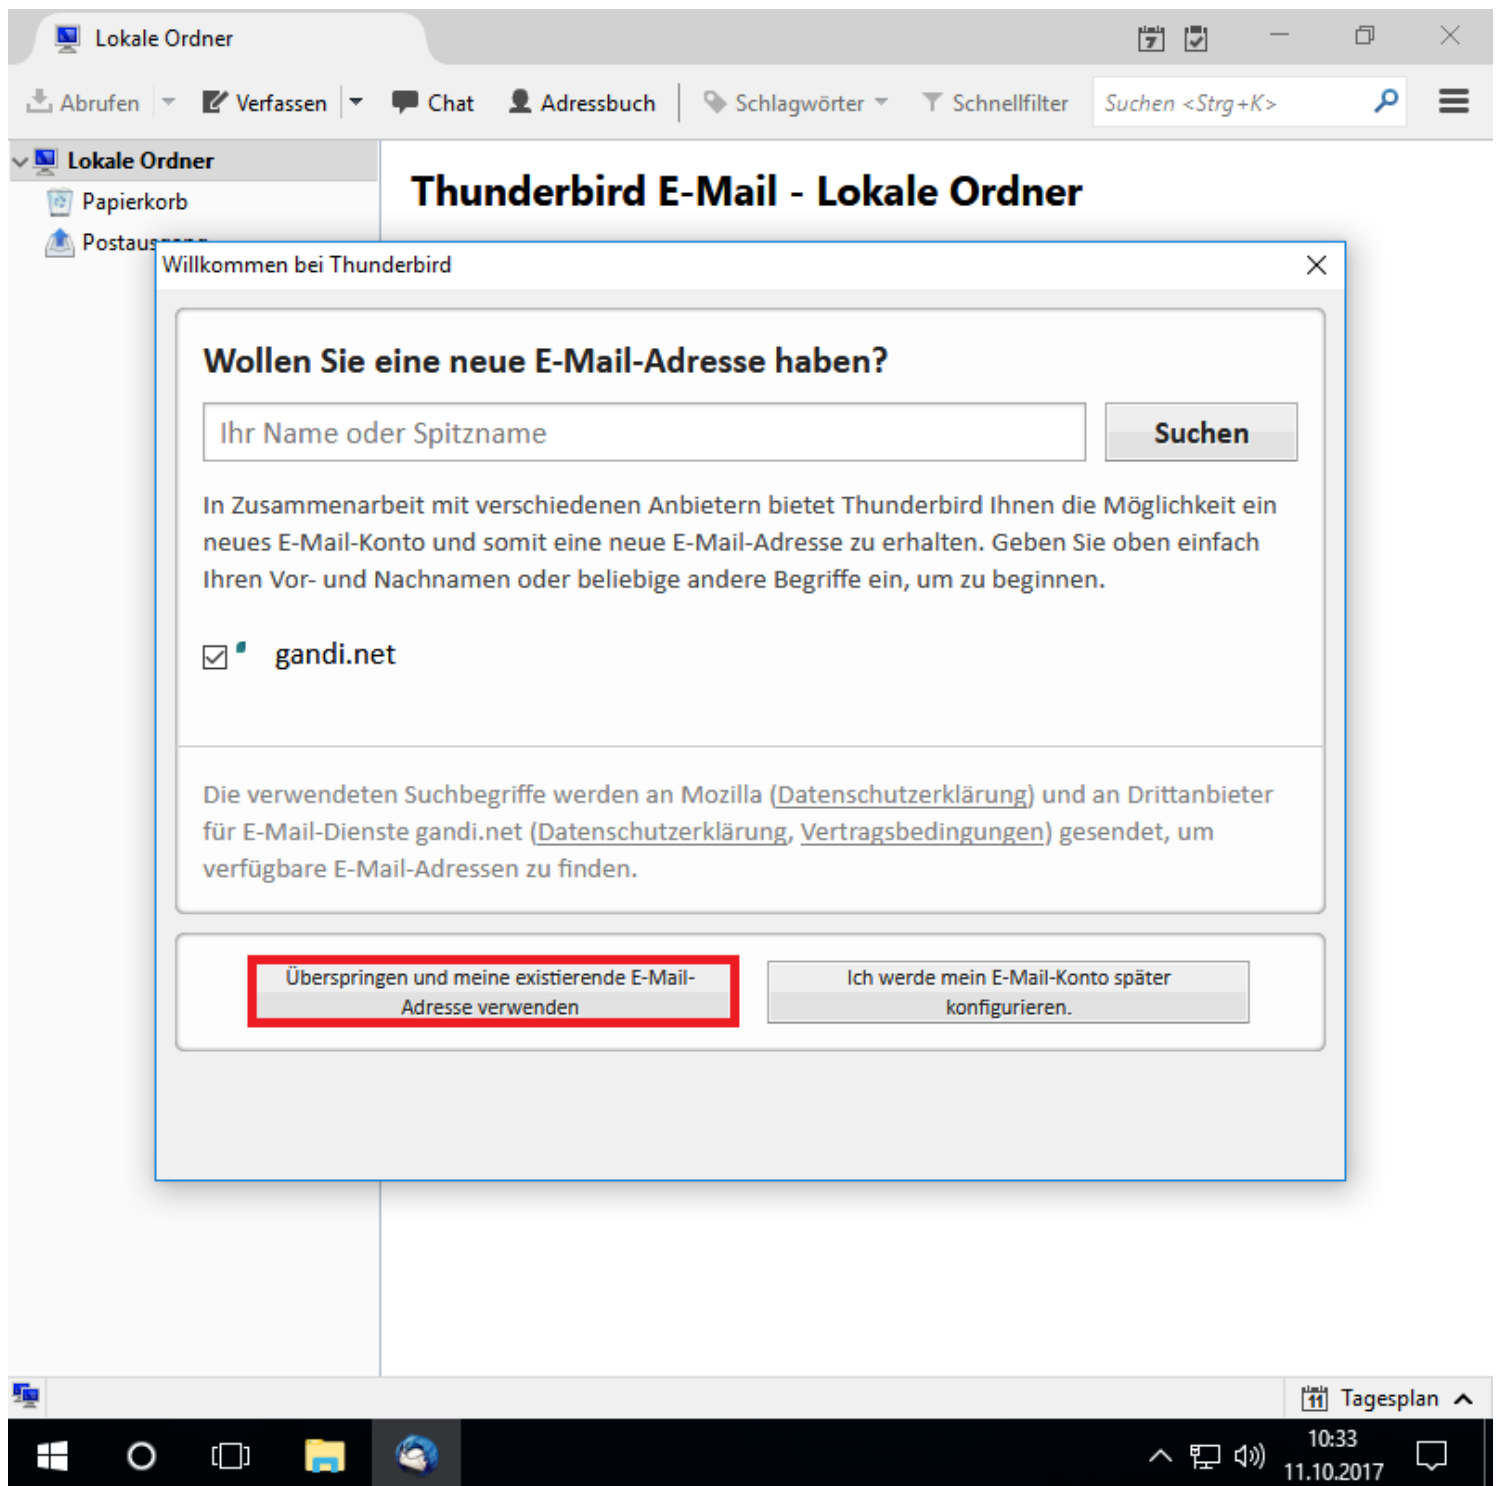 Lokale Ordner
7
Abrufen Verfassen Chat Adressbuch Schlagwörter Schnellfilter Suchen <Strg+K>
Lokale Ordner
Papierkorb
Thunderbird E-Mail - Lokale Ordner
Postausgang
Willkommen bei Thunderbird
Wollen Sie eine neue E-Mail-Adresse haben?
Ihr Name oder Spitzname
Suchen
In Zusammenarbeit mit verschiedenen Anbietern bietet Thunderbird Ihnen die Möglichkeit ein
neues E-Mail-Konto und somit eine neue E-Mail-Adresse zu erhalten. Geben Sie oben einfach
Ihren Vor- und Nachnamen oder beliebige andere Begriffe ein, um zu beginnen.
gandi.net
Die verwendeten Suchbegriffe werden an Mozilla (Datenschutzerklärung) und an Drittanbieter
für E-Mail-Dienste gandi.net (Datenschutzerklärung, Vertragsbedingungen) gesendet, um
verfügbare E-Mail-Adressen zu finden.
Überspringen und meine existierende E-Mail-
Adresse verwenden
Ich werde mein E-Mail-Konto später
konfigurieren.
11 Tagesplan
10:33
11.10.2017